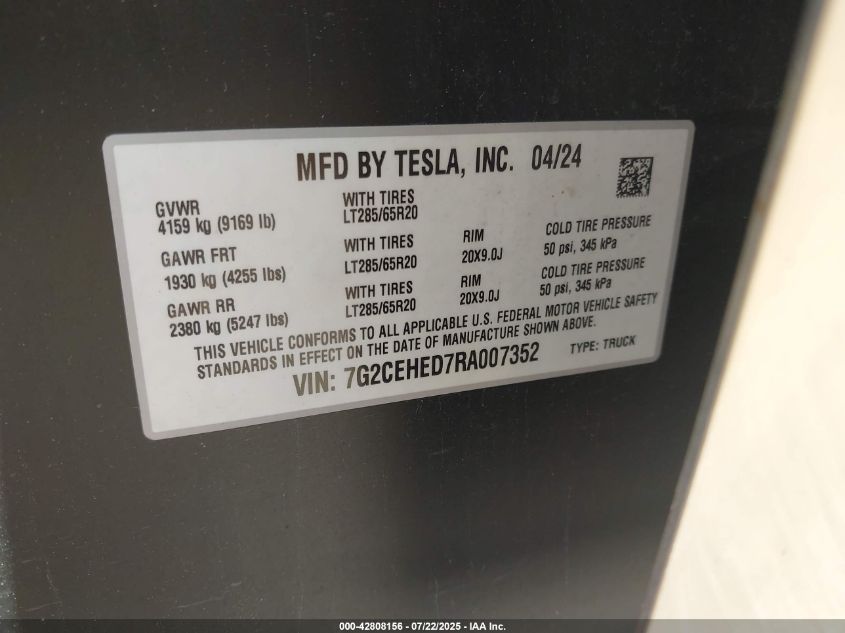 MFD BY TESLA, INC. 04/24
GVWR
4159 kg (9169 lb)
WITH TIRES
LT285/65R20
GAWR FRT
1930 kg (4255 lbs)
WITH TIRES
LT285/65R20
RIM
20X9.0J
COLD TIRE PRESSURE
50 psi, 345 kPa
GAWR RR
2380 kg (5247 lbs)
WITH TIRES
LT285/65R20
RIM
20X9.0J
COLD TIRE PRESSURE
50 psi, 345 kPa
THIS VEHICLE CONFORMS TO ALL APPLICABLE U.S. FEDERAL MOTOR VEHICLE SAFETY
STANDARDS IN EFFECT ON THE DATE OF MANUFACTURE SHOWN ABOVE.
VIN: 7G2CEHED7RA007352
TYPE: TRUCK
000-42808156 - 07/22/2025 - IAA Inc.